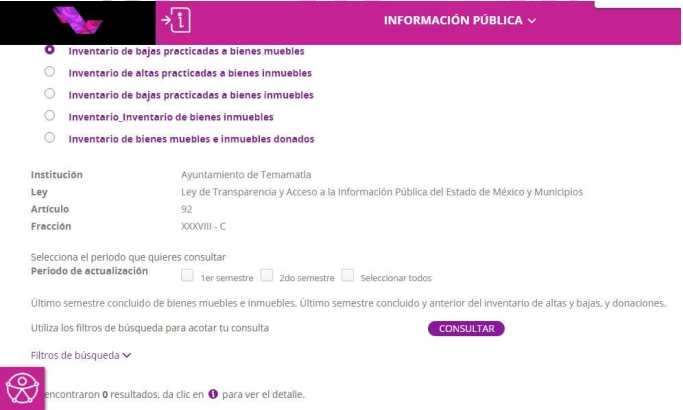 INFORMACIÓN PÚBLICA
Inventario de bajas practicadas a bienes muebles
Inventario de altas practicadas a bienes inmuebles
Inventario de bajas practicadas a bienes inmuebles
Inventario_Inventario de bienes inmuebles
Inventario de bienes muebles e inmuebles donados
Institución Ayuntamiento de Temamatla
Ley Ley de Transparencia y Acceso a la Información Pública del Estado de México y Municipios
Artículo 92
Fracción XXXVIII - C
Selecciona el periodo que quieres consultar
Periodo de actualización 1er semestre 2do semestre Seleccionar todos
Último semestre concluido de bienes muebles e inmuebles. Último semestre concluido y anterior del inventario de altas y bajas, y donaciones.
Utiliza los filtros de búsqueda para acotar tu consulta CONSULTAR
Filtros de búsqueda
encontraron 0 resultados, da clic en i para ver el detalle.